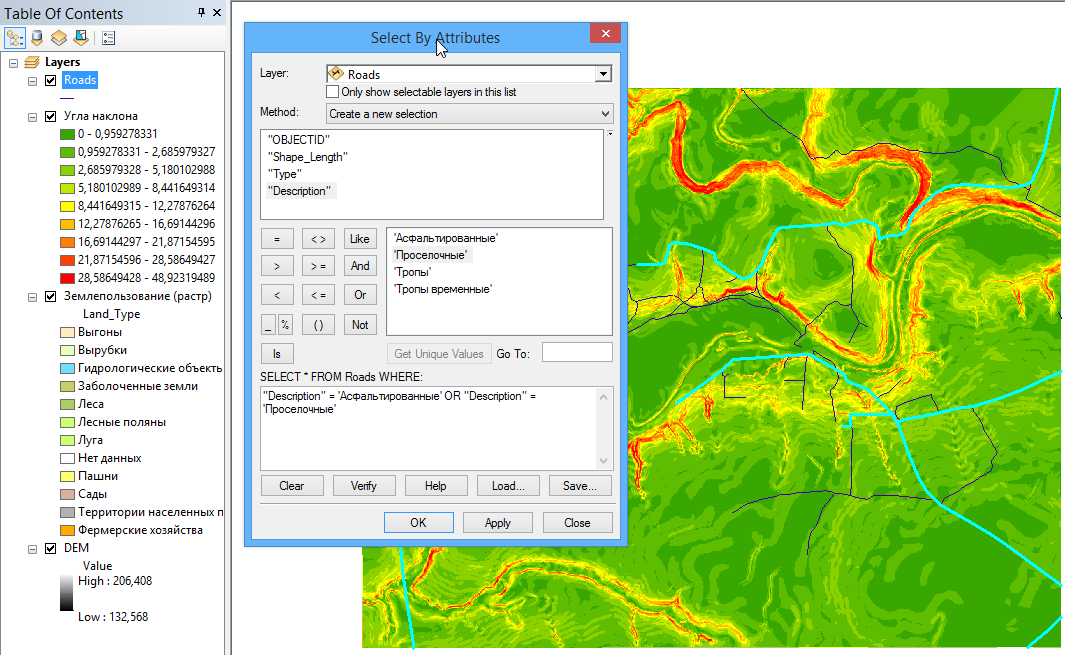 Table Of Contents
Layers
Roads
Угла наклона
0 - 0,959278331
0,959278331 - 2,685979327
2,685979328 - 5,180102988
5,180102989 - 8,441649314
8,441649315 - 12,27876264
12,27876265 - 16,69144296
16,69144297 - 21,87154595
21,87154596 - 28,58649427
28,58649428 - 48,92319489
Землепользование (растр)
Land_Type
Выгоны
Вырубки
Гидрологические объекть
Заболоченные земли
Леса
Лесные поляны
Луга
Нет данных
Пашни
Сады
Территории населенных п
Фермерские хозяйства
DEM
Value
High : 206,408
Low : 132,568
Select By Attributes
Layer: Roads
Only show selectable layers in this list
Method: Create a new selection
"OBJECTID"
"Shape_Length"
"Type"
"Description"
= < > Like
> > = And
< < = Or
_ % ( ) Not
Is
'Асфальтированные'
'Проселочные'
'Тропы'
'Тропы временные'
Get Unique Values Go To:
SELECT * FROM Roads WHERE:
"Description" = 'Асфальтированные' OR "Description" =
'Проселочные'
Clear Verify Help Load... Save...
OK Apply Close